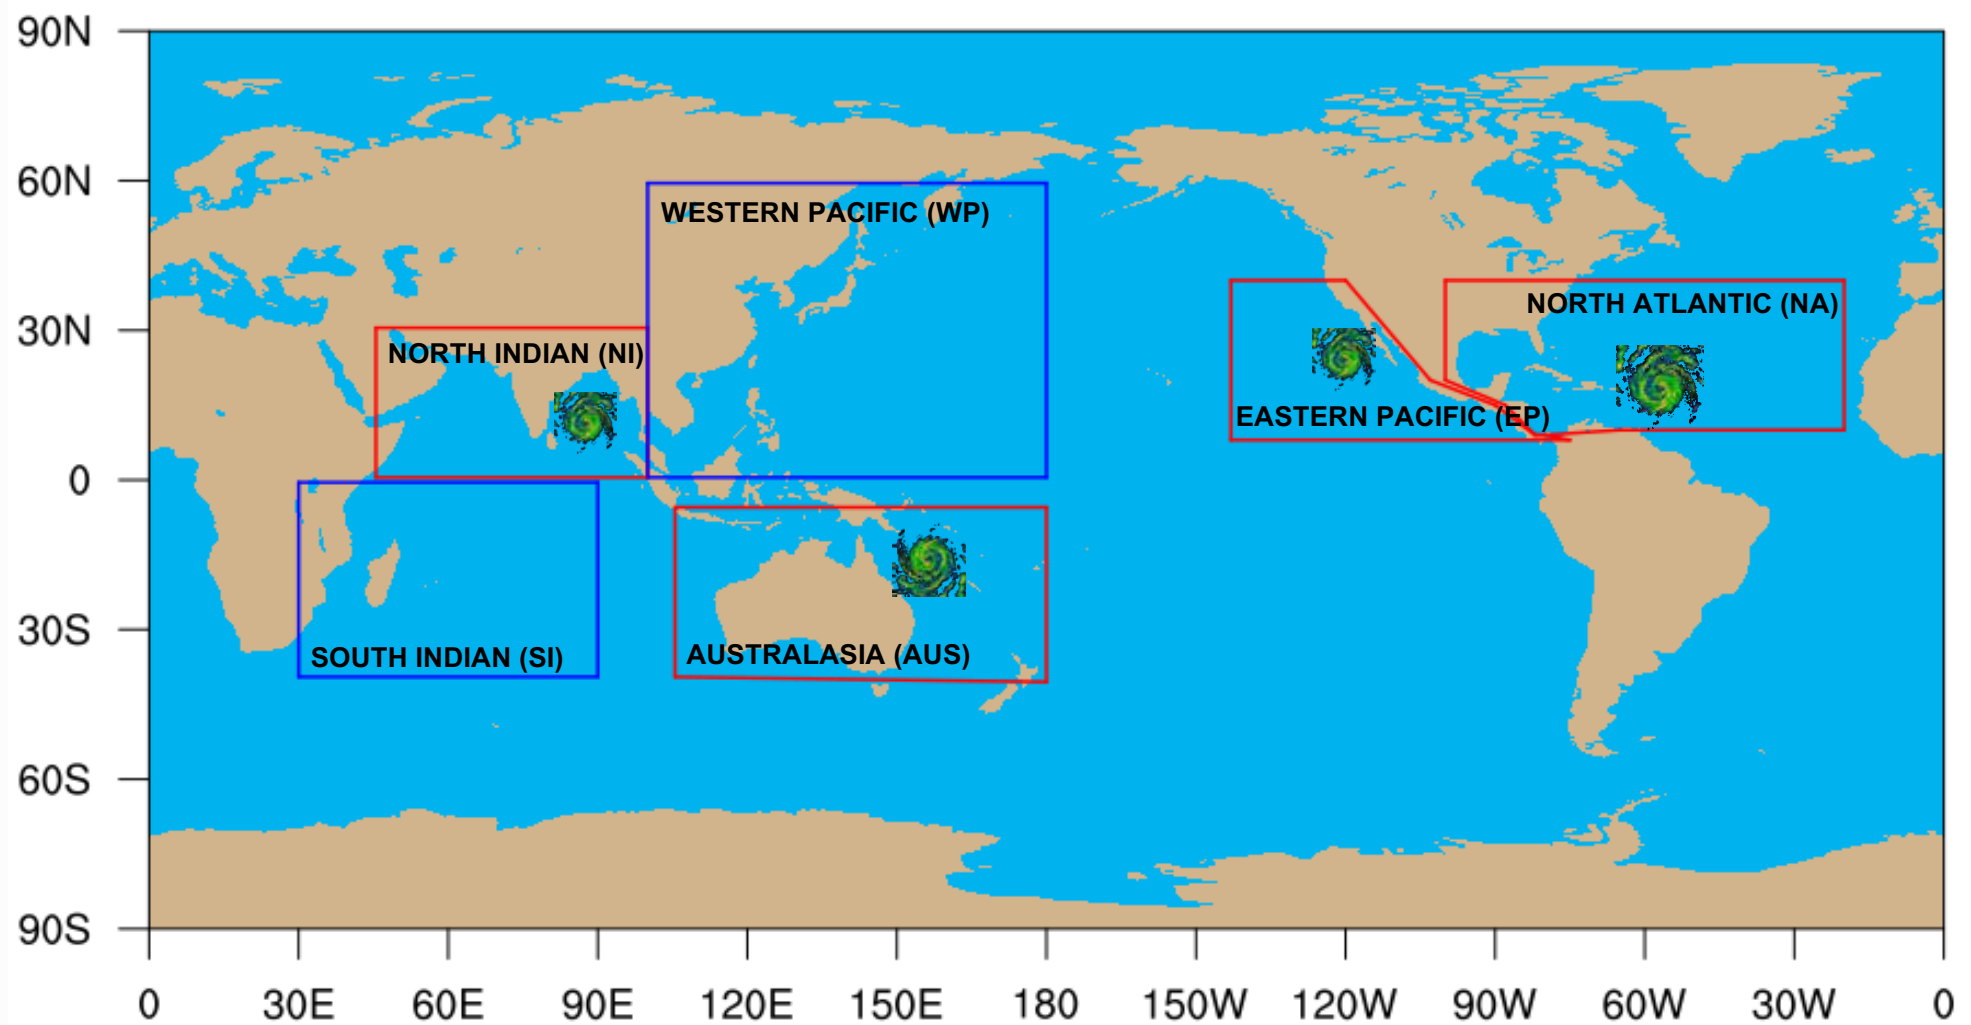 90N
60N
30N
0
30S
60S
90S
WESTERN PACIFIC (WP)
NORTH INDIAN (NI)
NORTH ATLANTIC (NA)
EASTERN PACIFIC (EP)
SOUTH INDIAN (SI)
AUSTRALASIA (AUS)
0 30E 60E 90E 120E 150E 180 150W 120W 90W 60W 30W 0